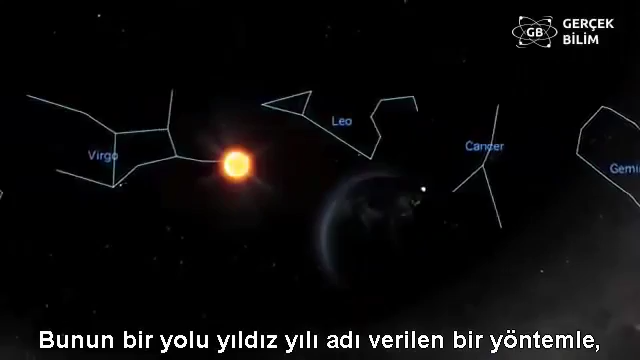 GB
GERÇEK
BİLİM
Leo
Virgo
Cancer
Gemi
Bunun bir yolu yıldız yılı adı verilen bir yöntemle,